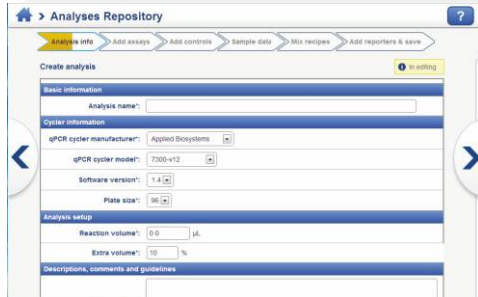 > Analyses Repository ?
Analysis info Add assays Add controls Sample data Mix recipes Add reporters & save
Create analysis In editing
Basic information
Analysis name*:
Cycler information
qPCR cycler manufacturer*: Applied Biosystems
qPCR cycler model*: 7300-v12
Software version*: 1.4
Plate size*: 96
Analysis setup
Reaction volume*: 0.0 µL
Extra volume*: 10 %
Descriptions, comments and guidelines